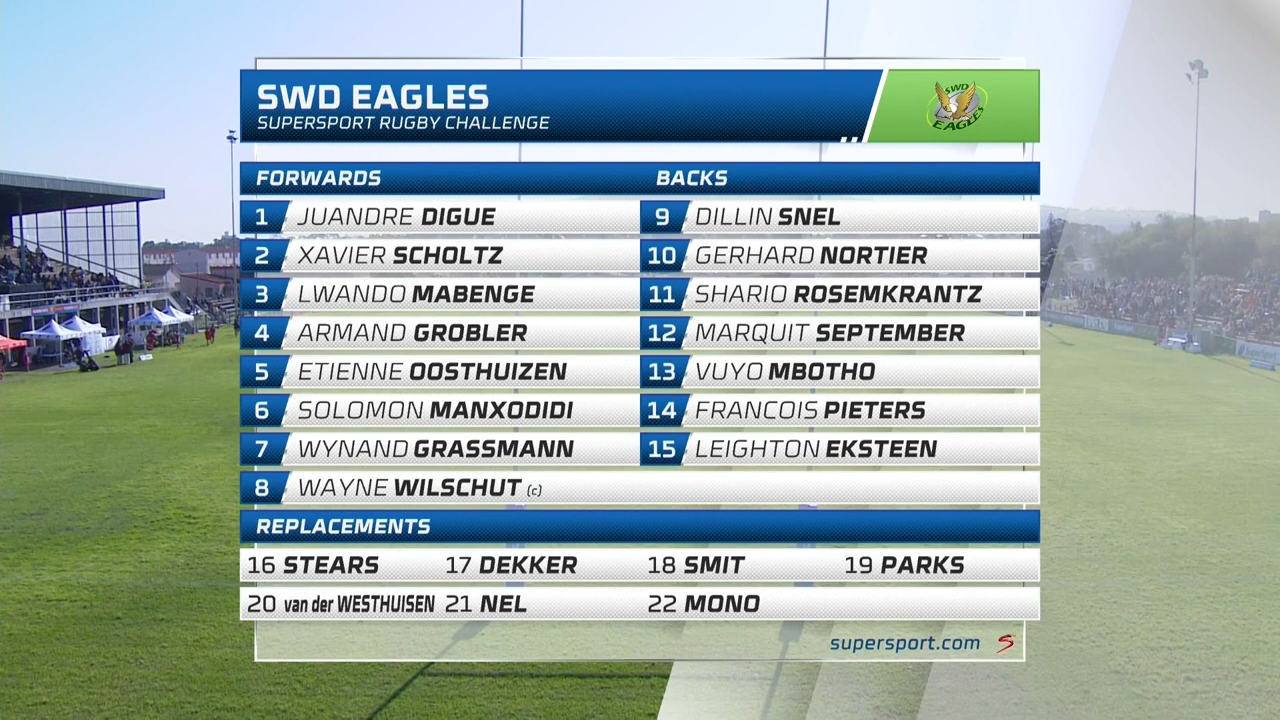 SWD EAGLES
SUPERSPORT RUGBY CHALLENGE
SWD
EAGLES
FORWARDS
BACKS
1 JUANDRE DIGUE
9 DILLIN SNEL
2 XAVIER SCHOLTZ
10 GERHARD NORTIER
3 LWANDO MABENGE
11 SHARIO ROSEMKRANTZ
4 ARMAND GROBLER
12 MARQUIT SEPTEMBER
5 ETIENNE OOSTHUIZEN
13 VUYO MBOTHO
6 SOLOMON MANXODIDI
14 FRANCOIS PIETERS
7 WYNAND GRASSMANN
15 LEIGHTON EKSTEEN
8 WAYNE WILSCHUT (c)
REPLACEMENTS
16 STEARS 17 DEKKER 18 SMIT 19 PARKS
20 van der WESTHUISEN 21 NEL 22 MONO
supersport.com S